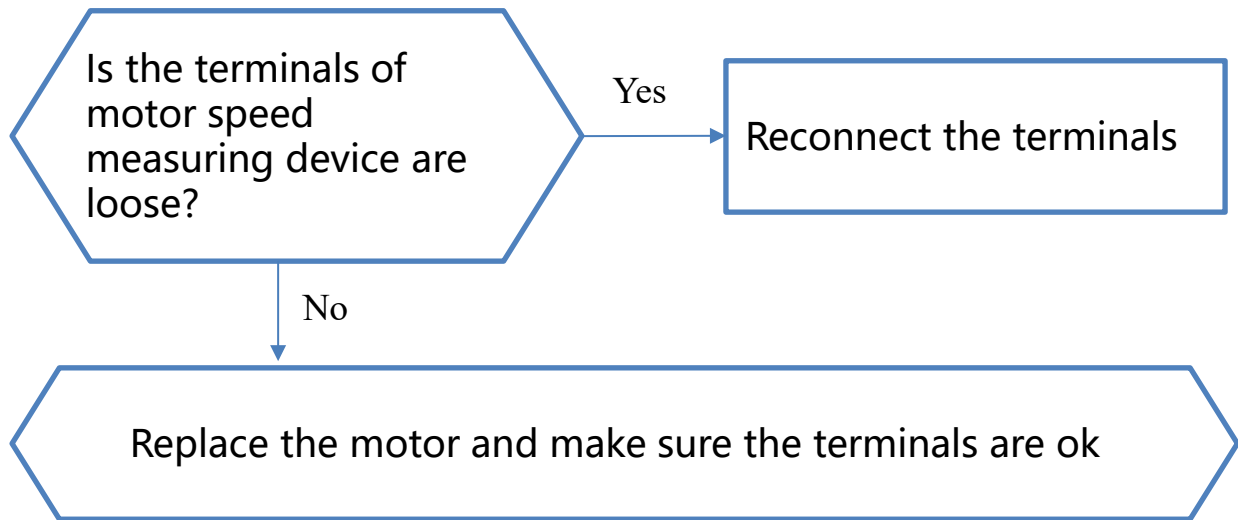 Is the terminals of
motor speed
measuring device are
loose?
Yes
Reconnect the terminals
No
Replace the motor and make sure the terminals are ok